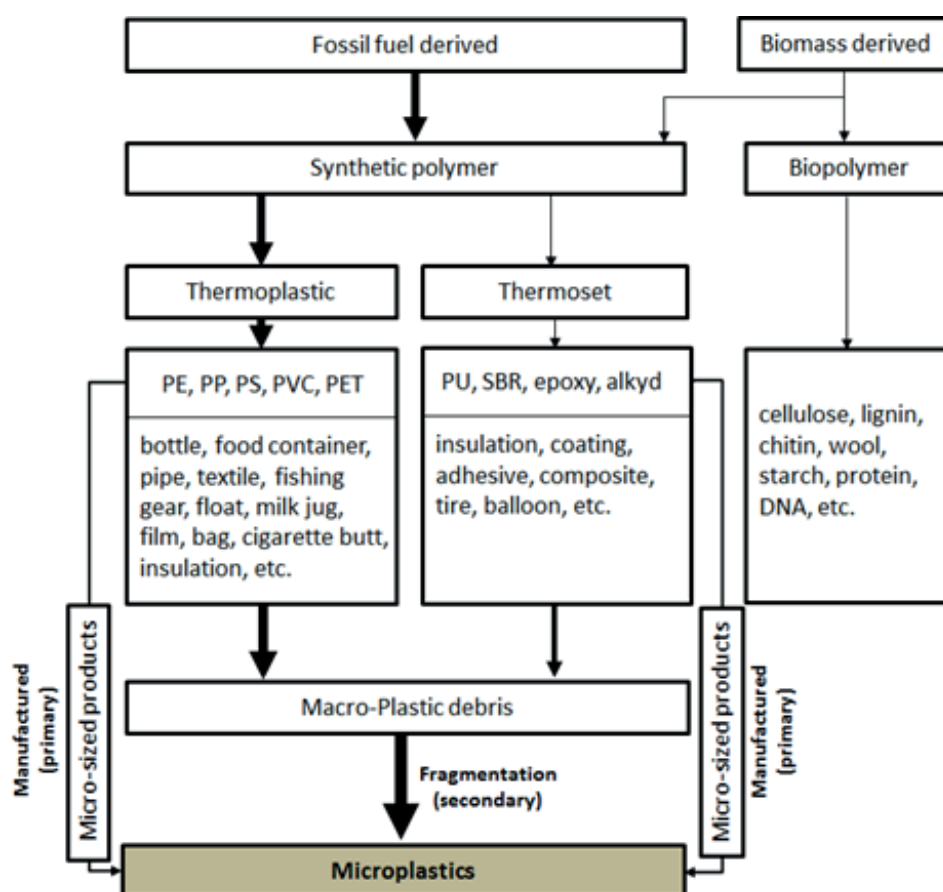 Fossil fuel derived
Biomass derived
Synthetic polymer
Biopolymer
Thermoplastic
Thermoset
PE, PP, PS, PVC, PET
bottle, food container,
pipe, textile, fishing
gear, float, milk jug,
film, bag, cigarette butt,
insulation, etc.
PU, SBR, epoxy, alkyd
insulation, coating,
adhesive, composite,
tire, balloon, etc.
cellulose, lignin,
chitin, wool,
starch, protein,
DNA, etc.
Manufactured
(primary)
Micro-sized products
Macro-Plastic debris
Fragmentation
(secondary)
Micro-sized products
Manufactured
(primary)
Microplastics